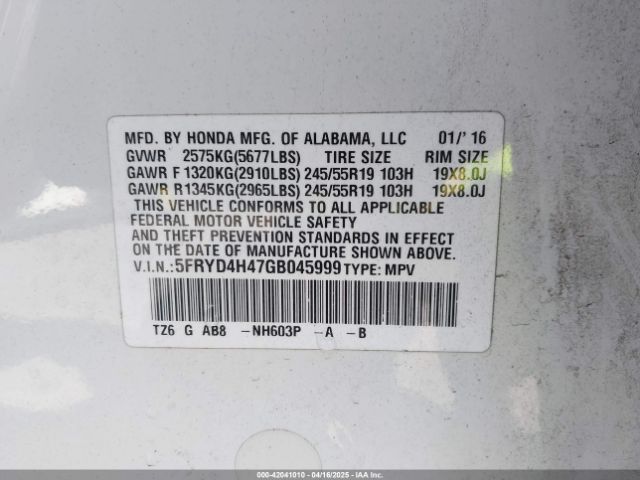 MFD. BY HONDA MFG. OF ALABAMA, LLC 01/'16
GVWR 2575KG(5677LBS) TIRE SIZE RIM SIZE
GAWR F 1320KG(2910LBS) 245/55R19 103H 19X8.0J
GAWR R 1345KG(2965LBS) 245/55R19 103H 19X8.0J
THIS VEHICLE CONFORMS TO ALL APPLICABLE
FEDERAL MOTOR VEHICLE SAFETY
AND THEFT PREVENTION STANDARDS IN EFFECT
ON THE DATE OF MANUFACTURE SHOWN ABOVE.
V.I.N.:5FRYD4H47GB045999 TYPE: MPV
TZ6 G AB8 -NH603P -A -B
000-42041010 - 04/16/2025 - IAAI.COM